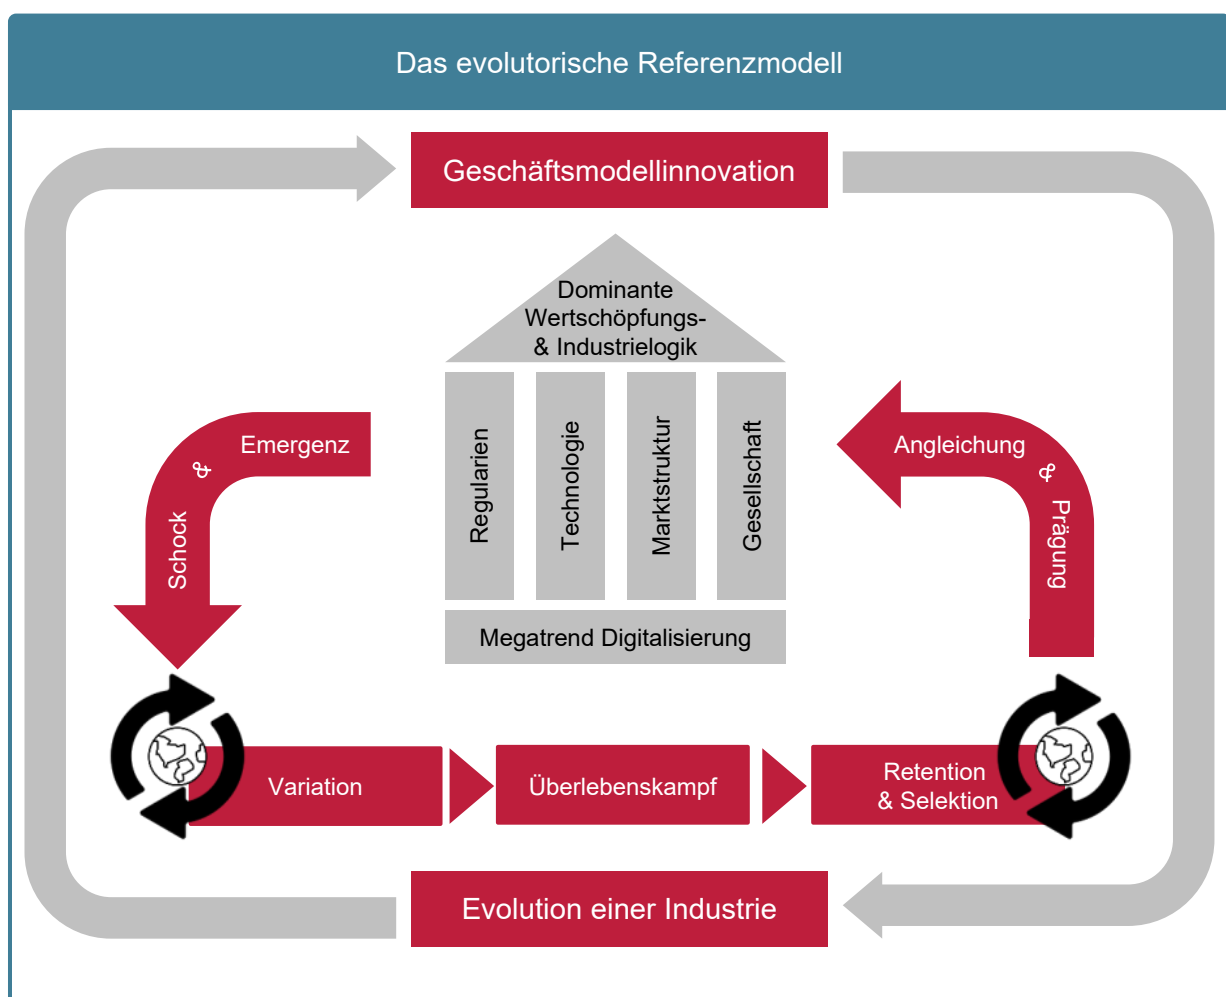 Das evolutorische Referenzmodell
Geschäftsmodellinnovation
Dominante
Wertschöpfungs-
& Industrielogik
Regularien
Technologie
Marktstruktur
Gesellschaft
Megatrend Digitalisierung
Emergenz
&
Schock
Angleichung
&
Prägung
Variation
Überlebenskampf
Retention
& Selektion
Evolution einer Industrie